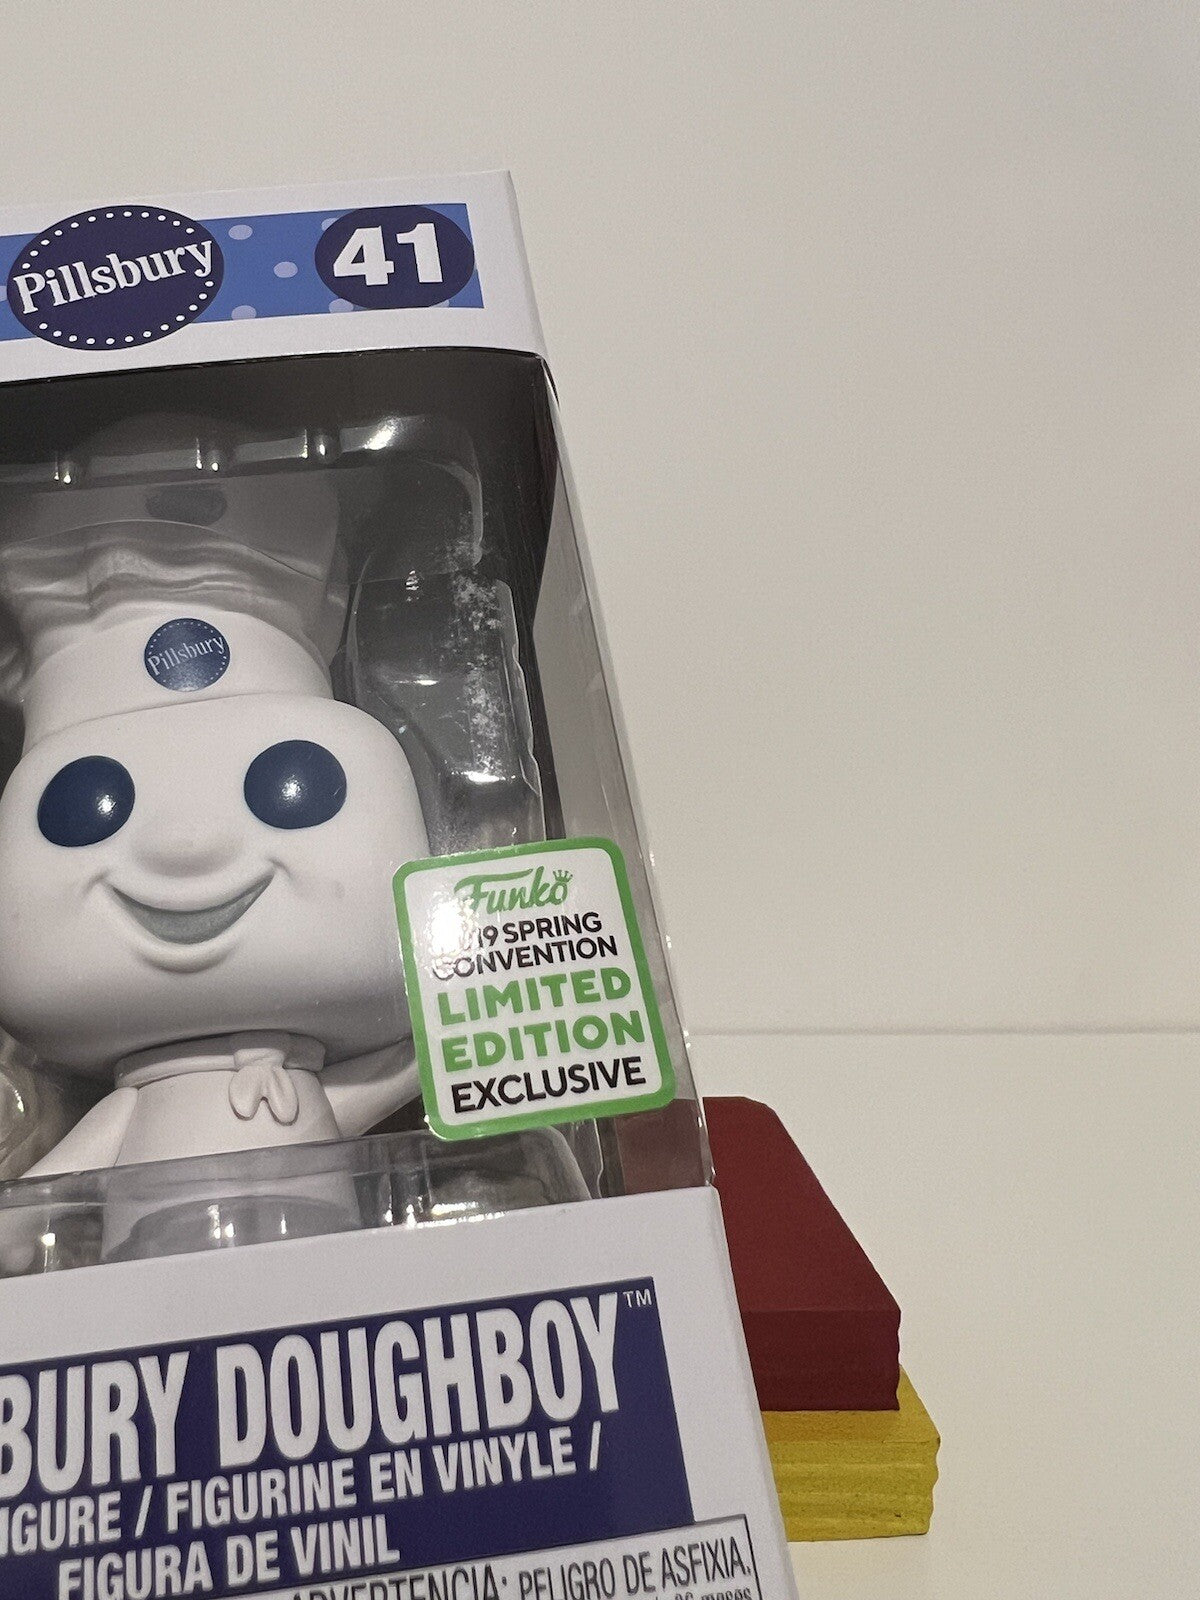 Pillsbury
41
Pillsbury
Funko
19 SPRING
CONVENTION
LIMITED
EDITION
EXCLUSIVE
BURY DOUGHBOY™
IGURE / FIGURINE EN VINYLE /
FIGURA DE VINIL
ADVERTENCIA: PELIGRO DE ASFIXIA.